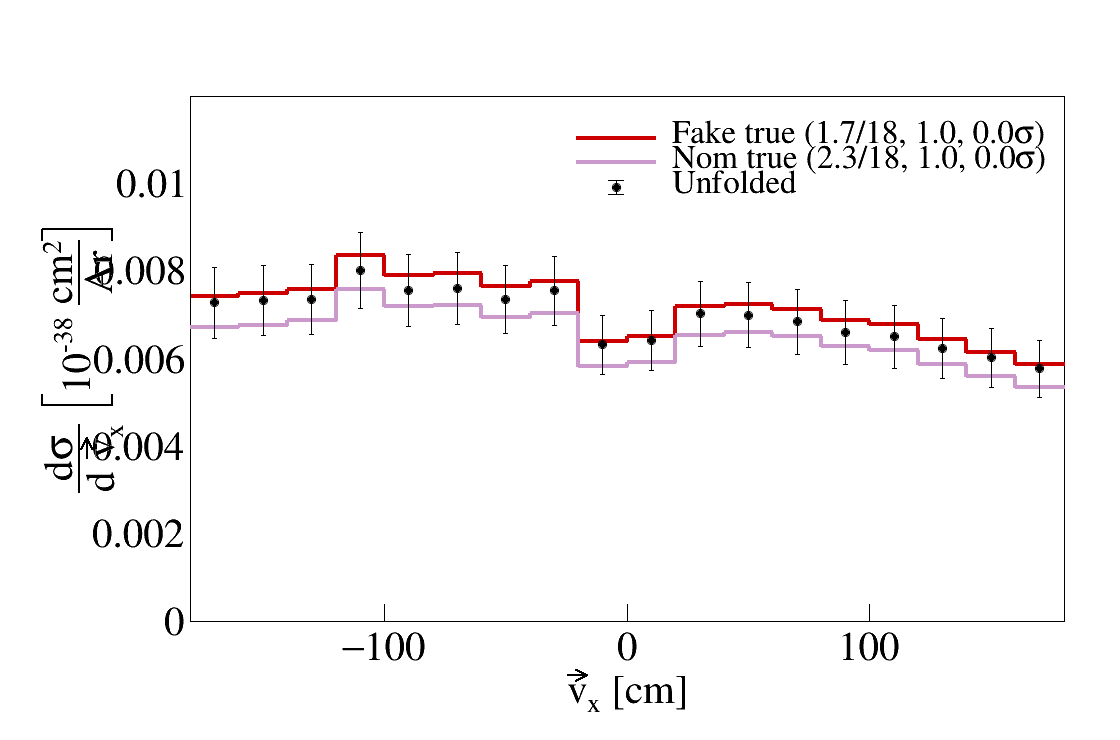 Fake true (1.7/18, 1.0, 0.0σ)
Nom true (2.3/18, 1.0, 0.0σ)
Unfolded
0.01
0.008
0.006
0.004
0.002
0
dσ/d v⃗ₓ [10⁻³⁸ cm²/Ar]
−100 0 100
v⃗ₓ [cm]